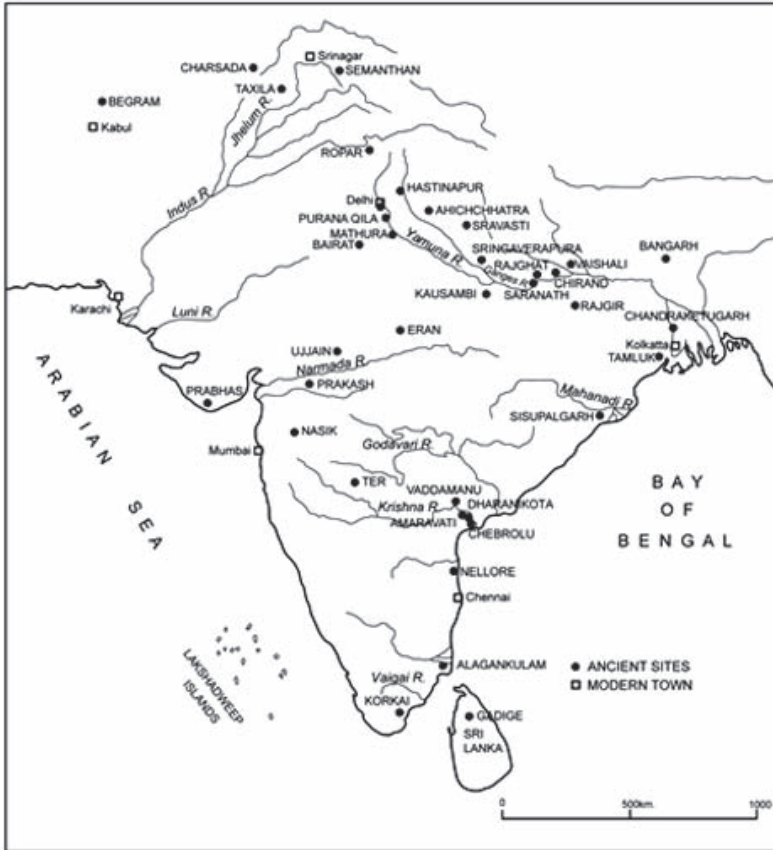 Srinagar
CHARSADA
SEMANTHAN
TAXILA
BEGRAM
Kabul
Jhelum R.
ROPAR
Indus R.
HASTINAPUR
Delhi
AHICHCHHATRA
PURANA QILA
SRAVASTI
MATHURA
BAIRAT
Yamuna R.
SRINGAVERAPURA
BANGARH
RAJGHAT
VAISHALI
Ganges R.
CHIRAND
KAUSAMBI
SARANATH
RAJGIR
Karachi
Luni R.
CHANDRAKETUGARH
ERAN
Kolkatta
UJJAIN
TAMLUK
Narmada R.
PRAKASH
PRABHAS
Mahanadi R.
SISUPALGARH
ARABIAN SEA
NASIK
Godavari R.
Mumbai
TER
VADDAMANU
BAY
OF
BENGAL
Krishna R.
DHARANIKOTA
AMARAVATI
CHEBROLU
NELLORE
Chennai
LAKSHADWEEP
ISLANDS
ALAGANKULAM
Vaigai R.
KORKAI
GADIGE
SRI
LANKA
ANCIENT SITES
MODERN TOWN
0 500km. 1000